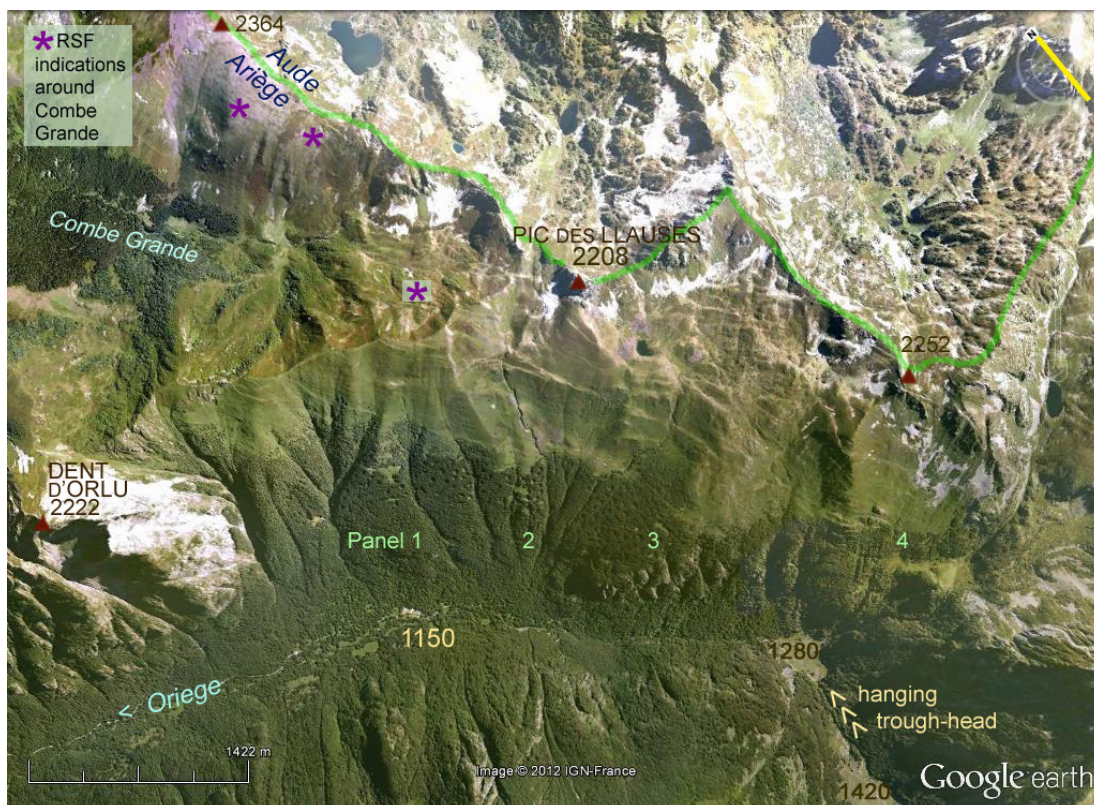 * RSF
indications
around
Combe
Grande
2364
Aude
Ariège
N
Combe Grande
PIC DES LLAUSES
2208
2252
DENT
D'ORLU
2222
Panel 1
2
3
4
1150
1280
Oriege
hanging
trough-head
1422 m
Image © 2012 IGN-France
Google earth
1420